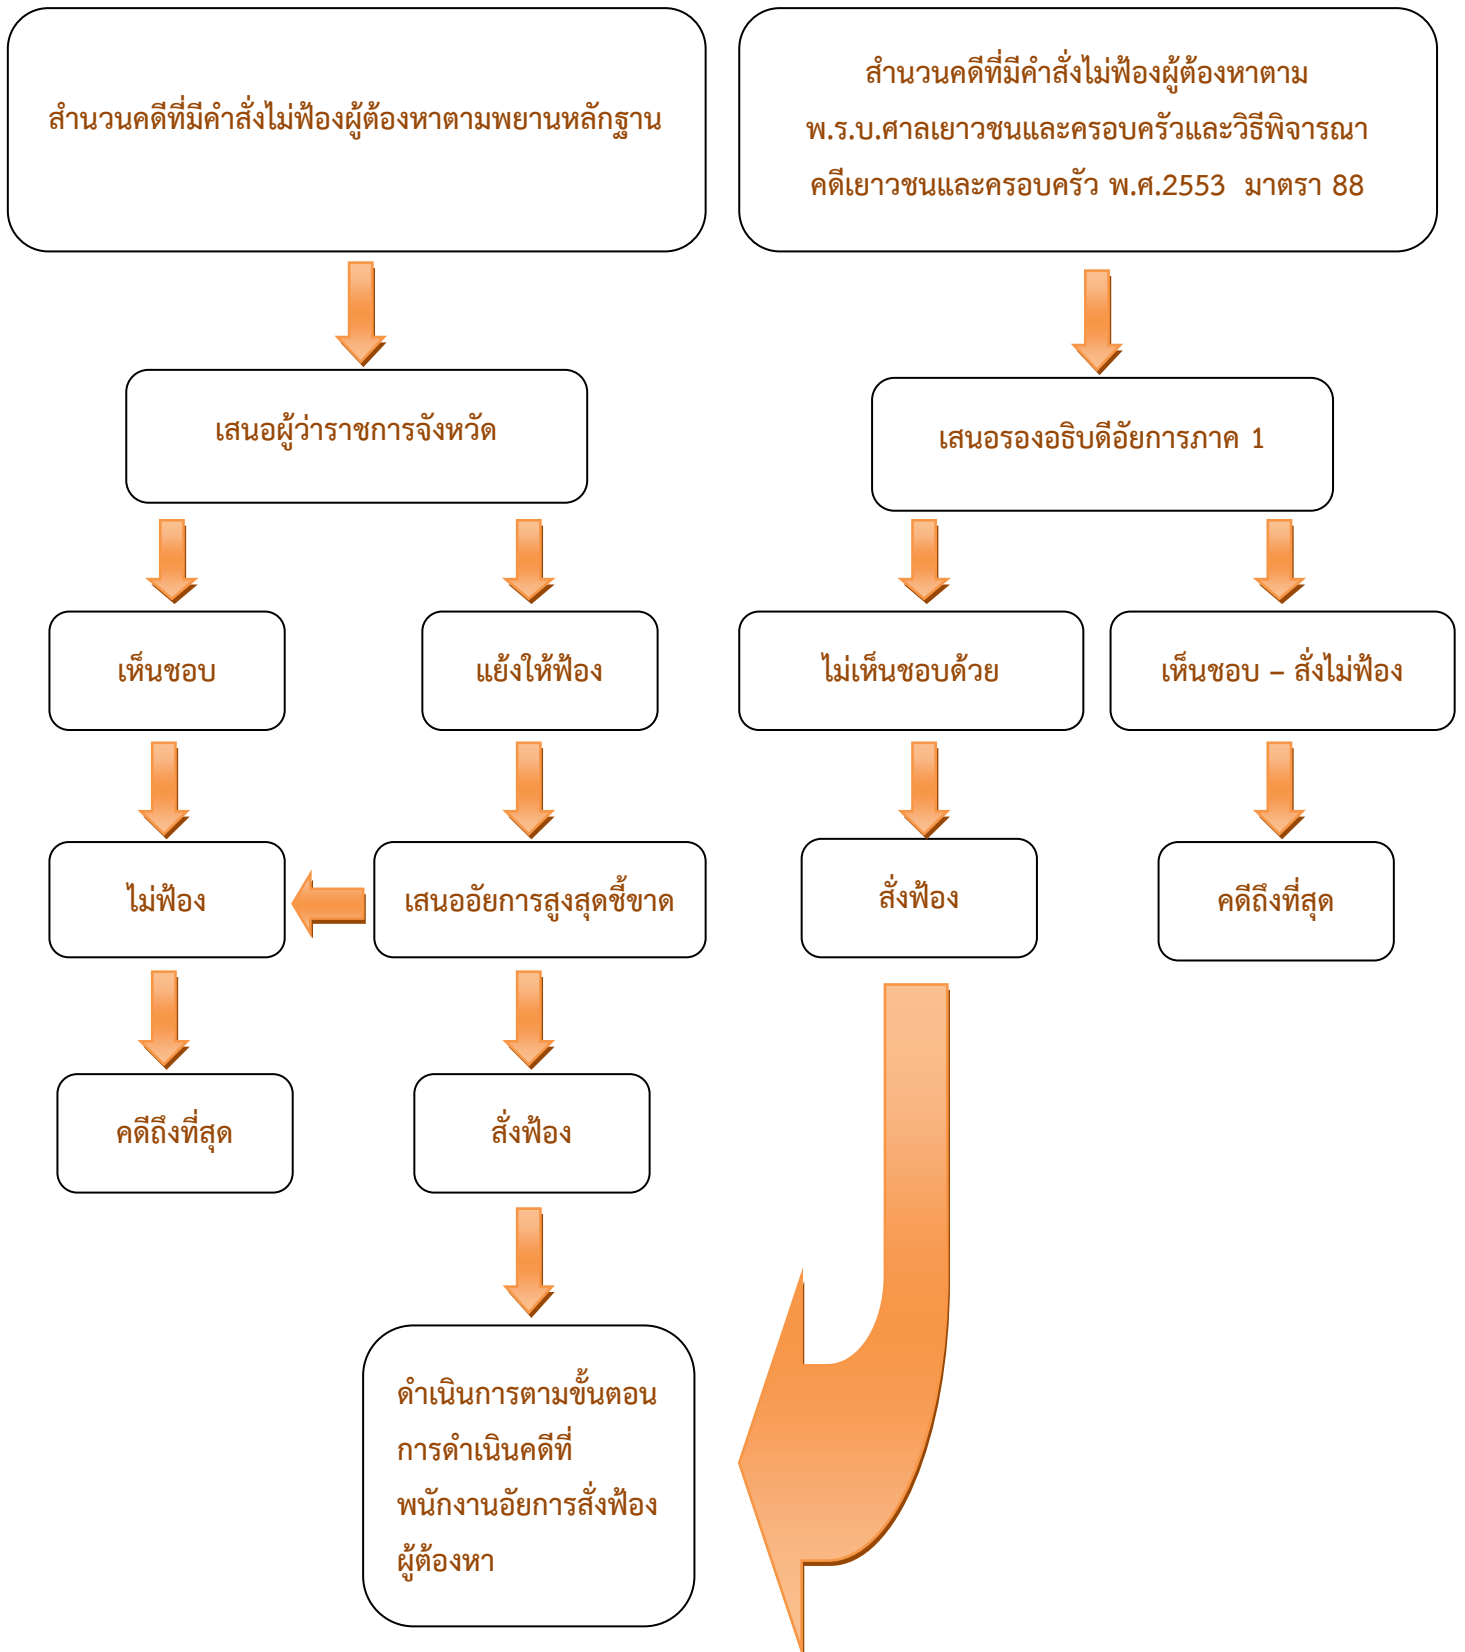 สำนวนคดีที่มีคำสั่งไม่ฟ้องผู้ต้องหาตามพยานหลักฐาน
สำนวนคดีที่มีคำสั่งไม่ฟ้องผู้ต้องหาตาม
พ.ร.บ.ศาลเยาวชนและครอบครัวและวิธีพิจารณา
คดีเยาวชนและครอบครัว พ.ศ.2553 มาตรา 88
เสนอผู้ว่าราชการจังหวัด
เสนอรองอธิบดีอัยการภาค 1
เห็นชอบ
แย้งให้ฟ้อง
ไม่เห็นชอบด้วย
เห็นชอบ – สั่งไม่ฟ้อง
ไม่ฟ้อง
เสนออัยการสูงสุดชี้ขาด
สั่งฟ้อง
คดีถึงที่สุด
คดีถึงที่สุด
สั่งฟ้อง
ดำเนินการตามขั้นตอน
การดำเนินคดีที่
พนักงานอัยการสั่งฟ้อง
ผู้ต้องหา